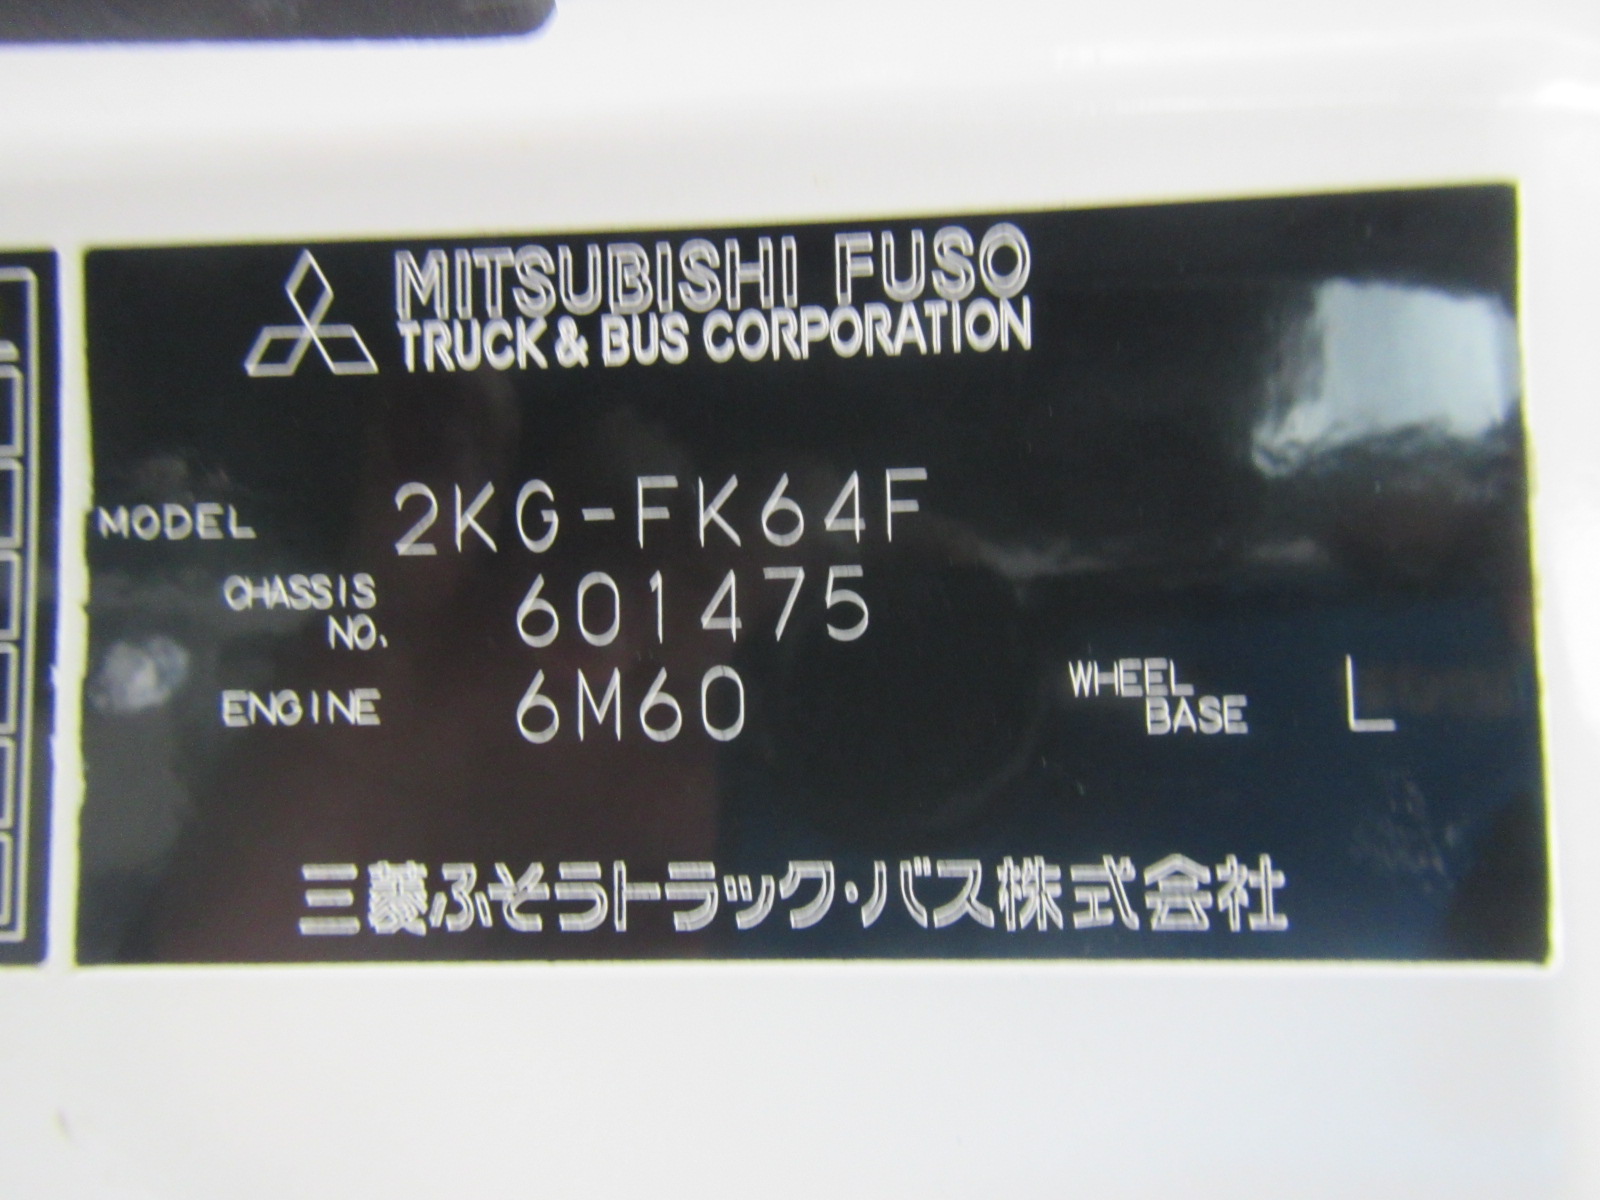 MITSUBISHI FUSO
TRUCK & BUS CORPORATION
MODEL 2KG-FK64F
CHASSIS NO. 601475
ENGINE 6M60 WHEEL BASE L
三菱ふそうトラック・バス株式会社